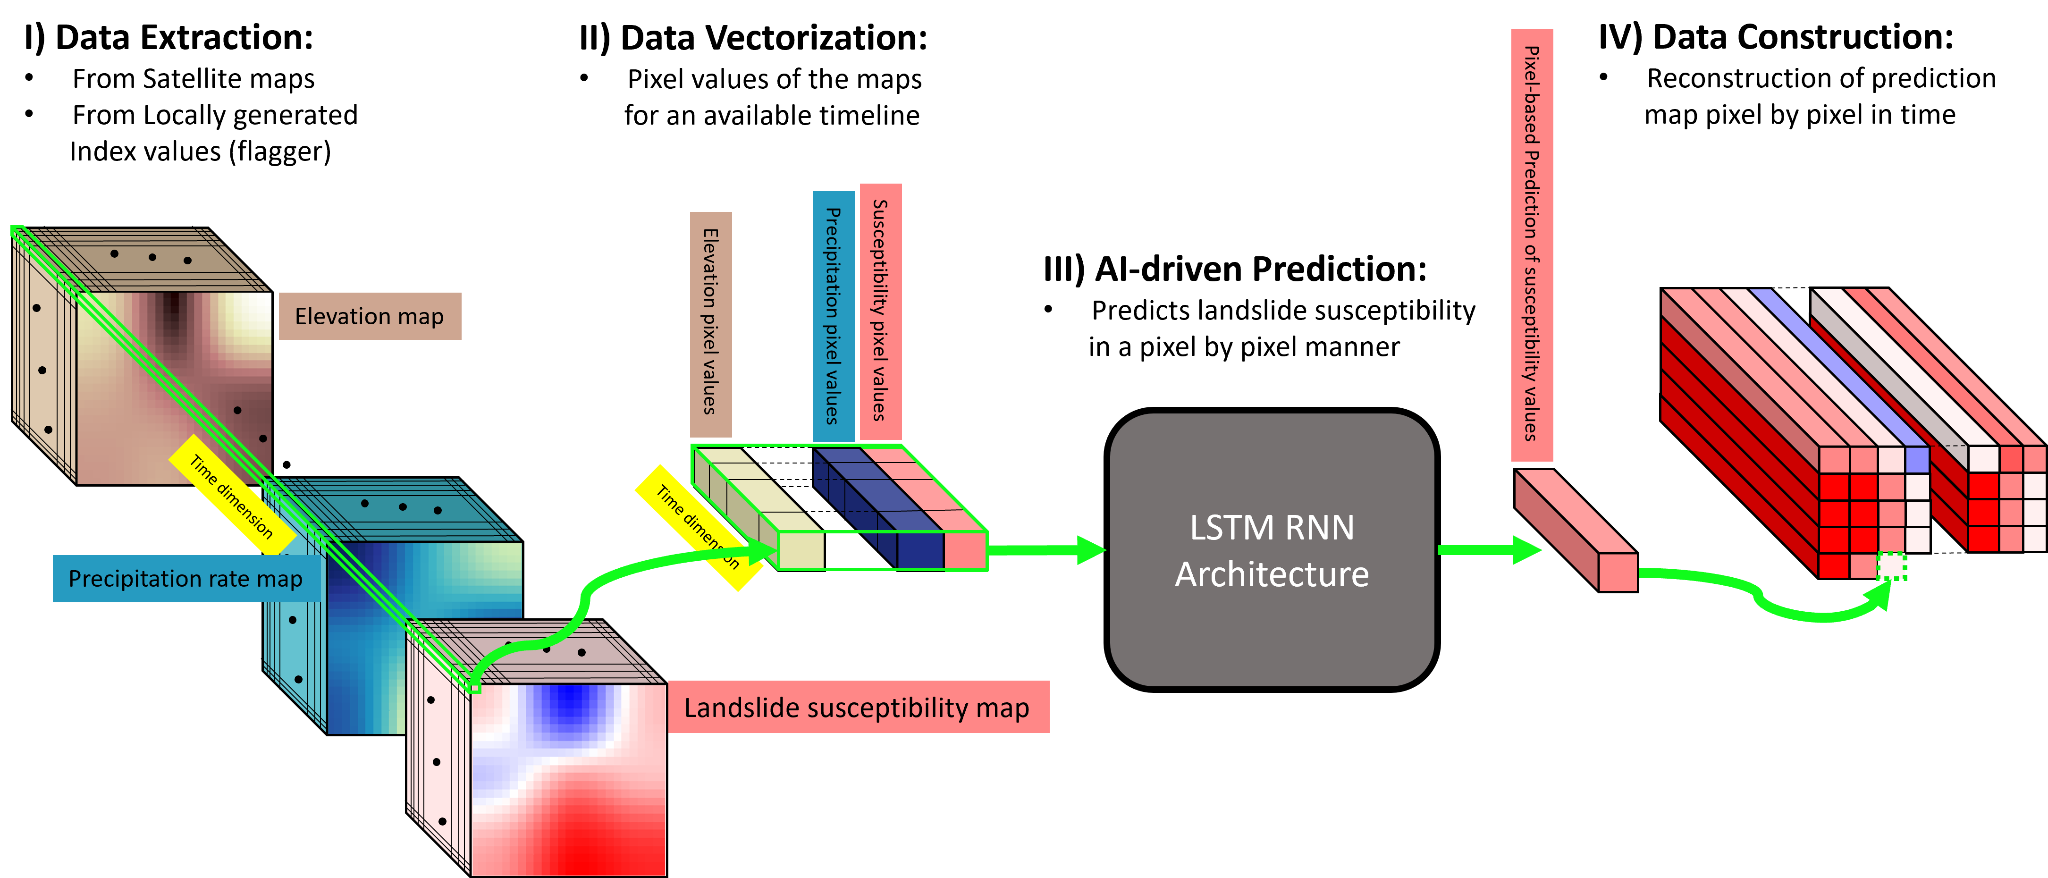 I) Data Extraction:
• From Satellite maps
• From Locally generated
Index values (flagger)
Elevation map
Time dimension
Precipitation rate map
Landslide susceptibility map
II) Data Vectorization:
• Pixel values of the maps
for an available timeline
Elevation pixel values
Precipitation pixel values
Susceptibility pixel values
Time dimension
III) AI-driven Prediction:
• Predicts landslide susceptibility
in a pixel by pixel manner
LSTM RNN
Architecture
Pixel-based Prediction of susceptibility values
IV) Data Construction:
• Reconstruction of prediction
map pixel by pixel in time